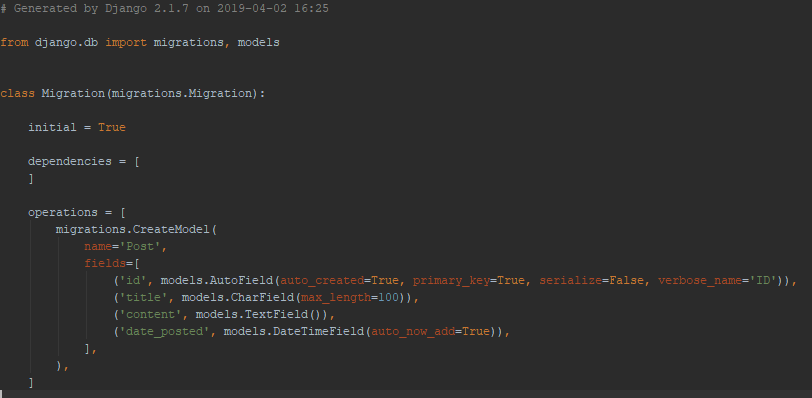 # Generated by Django 2.1.7 on 2019-04-02 16:25
from django.db import migrations, models
class Migration(migrations.Migration):
initial = True
dependencies = [
]
operations = [
migrations.CreateModel(
name='Post',
fields=[
('id', models.AutoField(auto_created=True, primary_key=True, serialize=False, verbose_name='ID')),
('title', models.CharField(max_length=100)),
('content', models.TextField()),
('date_posted', models.DateTimeField(auto_now_add=True)),
],
),
]